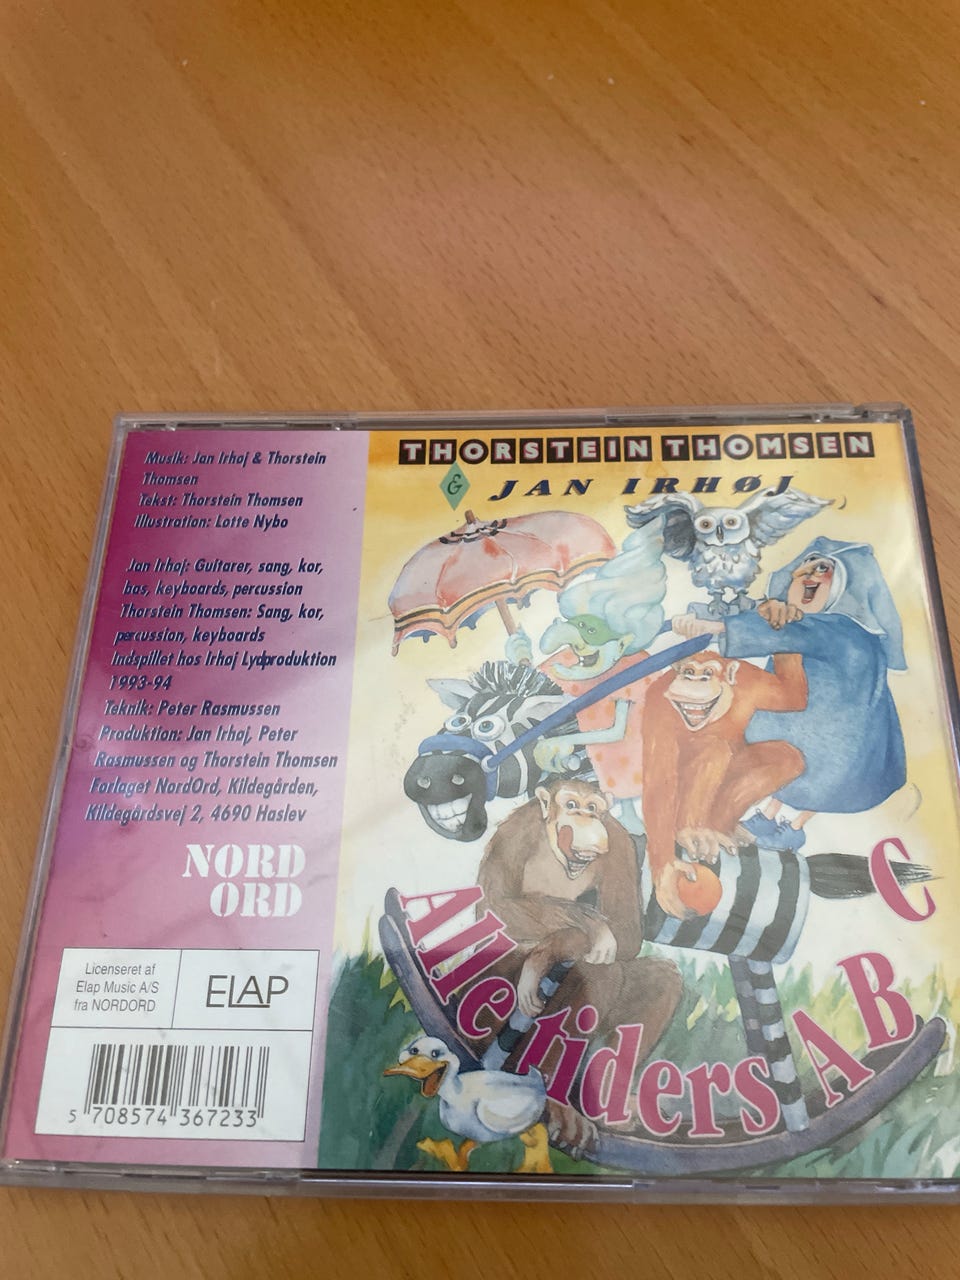 Musik: Jan Irhøj & Thorstein
Thomsen
Tekst: Thorstein Thomsen
Illustration: Lotte Nybo
Jan Irhøj: Guitarer, sang, kor,
bas, keyboards, percussion
Thorstein Thomsen: Sang, kor,
percussion, keyboards
Indspillet hos Irhøj Lydproduktion
1993-94
Teknik: Peter Rasmussen
Produktion: Jan Irhøj, Peter
Rasmussen og Thorstein Thomsen
Forlaget NordOrd, Kildegården,
Kildegårdsvej 2, 4690 Haslev
NORD
ORD
Licenseret af
Elap Music A/S
fra NORDORD
ELAP
5 708574 367233
THORSTEIN THOMSEN
& JAN IRHØJ
Alle tiders ABC